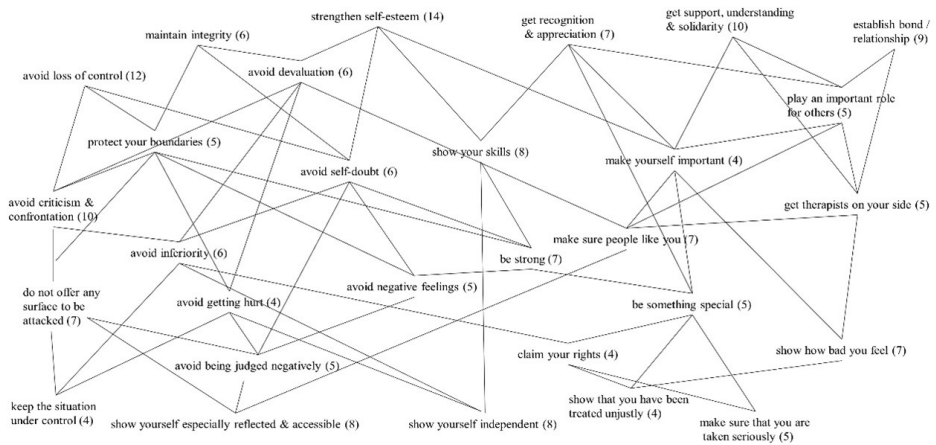 strengthen self-esteem (14)
get recognition
& appreciation (7)
get support, understanding
& solidarity (10)
establish bond /
relationship (9)
maintain integrity (6)
avoid loss of control (12)
avoid devaluation (6)
play an important role
for others (5)
protect your boundaries (5)
show your skills (8)
make yourself important (4)
avoid self-doubt (6)
avoid criticism &
confrontation (10)
get therapists on your side (5)
avoid inferiority (6)
make sure people like you (7)
be strong (7)
do not offer any
surface to be
attacked (7)
avoid negative feelings (5)
avoid getting hurt (4)
be something special (5)
avoid being judged negatively (5)
claim your rights (4)
show how bad you feel (7)
keep the situation
under control (4)
show yourself especially reflected & accessible (8)
show yourself independent (8)
show that you have been
treated unjustly (4)
make sure that you are
taken seriously (5)